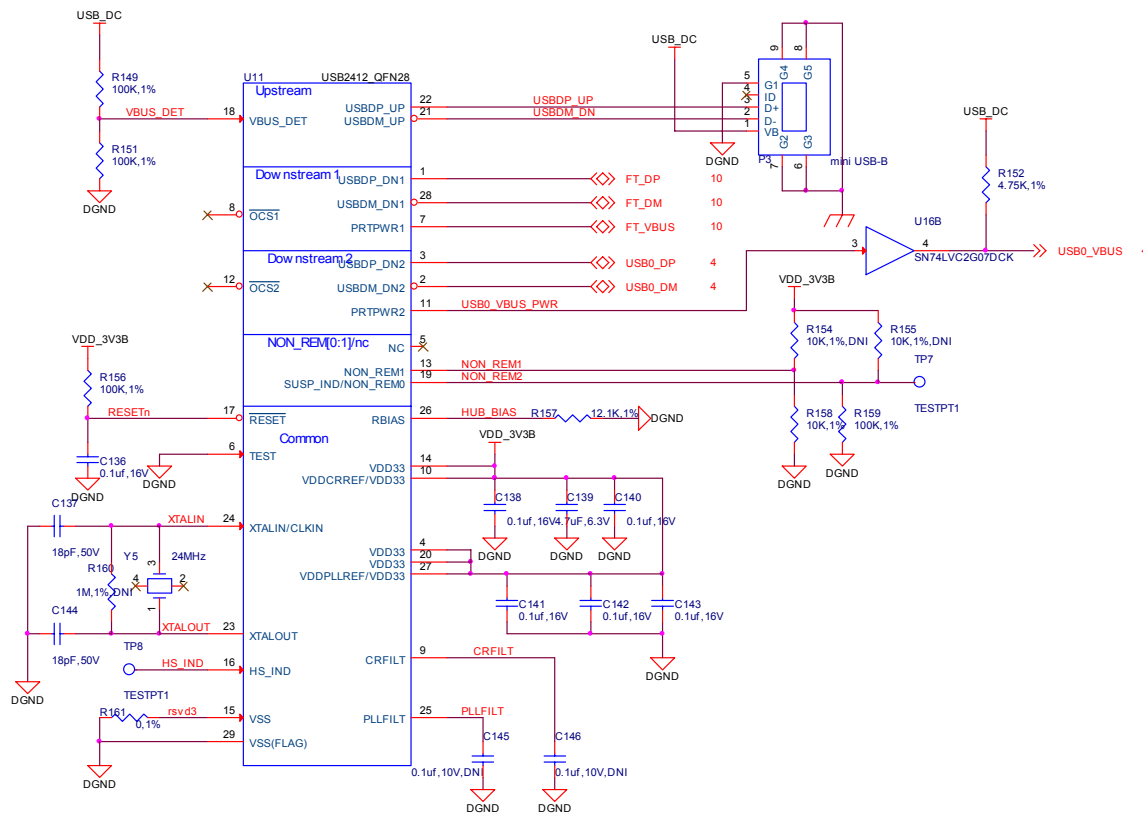 USB_DC
R149
100K,1%
VBUS_DET
R151
100K,1%
DGND
U11
USB2412_QFN28
Upstream
18
VBUS_DET
USBDP_UP
22
USBDP_UP
USBDM_UP
21
USBDM_DN
Downstream 1
USBDP_DN1
1
FT_DP
10
8
OCS1
USBDM_DN1
28
FT_DM
10
PRTPWR1
7
FT_VBUS
10
Downstream 2
USBDP_DN2
3
USB0_DP
4
12
OCS2
USBDM_DN2
2
USB0_DM
4
PRTPWR2
11
USB0_VBUS_PWR
NON_REM[0:1]/nc
NC
5
NON_REM1
13
NON_REM1
SUSP_IND/NON_REM0
19
NON_REM2
USB_DC
9
8
G4
G5
5
G1
4
ID
3
D+
2
D-
1
VB
G2
G3
7
6
P3
mini USB-B
DGND
USB_DC
R152
4.75K,1%
U16B
3
4
SN74LVC2G07DCK
USB0_VBUS
VDD_3V3B
R154
10K,1%,DNI
R155
10K,1%,DNI
TP7
TESTPT1
R158
10K,1%
R159
100K,1%
DGND
DGND
VDD_3V3B
R156
100K,1%
RESETn
17
RESET
C136
0.1uf,16V
DGND
6
TEST
DGND
Common
RBIAS
26
HUB_BIAS
R157
12.1K,1%
DGND
VDD_3V3B
VDD33
14
VDDCRREF/VDD33
10
C138
0.1uf,16V
C139
4.7uF,6.3V
C140
0.1uf,16V
DGND
DGND
DGND
C137
18pF,50V
XTALIN
24
XTALIN/CLKIN
R160
1M,1%,DNI
Y5
24MHz
3
4
2
1
C144
18pF,50V
XTALOUT
23
XTALOUT
DGND
VDD33
4
VDD33
20
VDDPLLREF/VDD33
27
C141
0.1uf,16V
C142
0.1uf,16V
C143
0.1uf,16V
DGND
TP8
TESTPT1
HS_IND
16
HS_IND
CRFILT
9
CRFILT
R161
0,1%
rsvd3
15
VSS
29
VSS(FLAG)
DGND
PLLFILT
25
PLLFILT
C145
0.1uf,10V,DNI
C146
0.1uf,10V,DNI
DGND
DGND